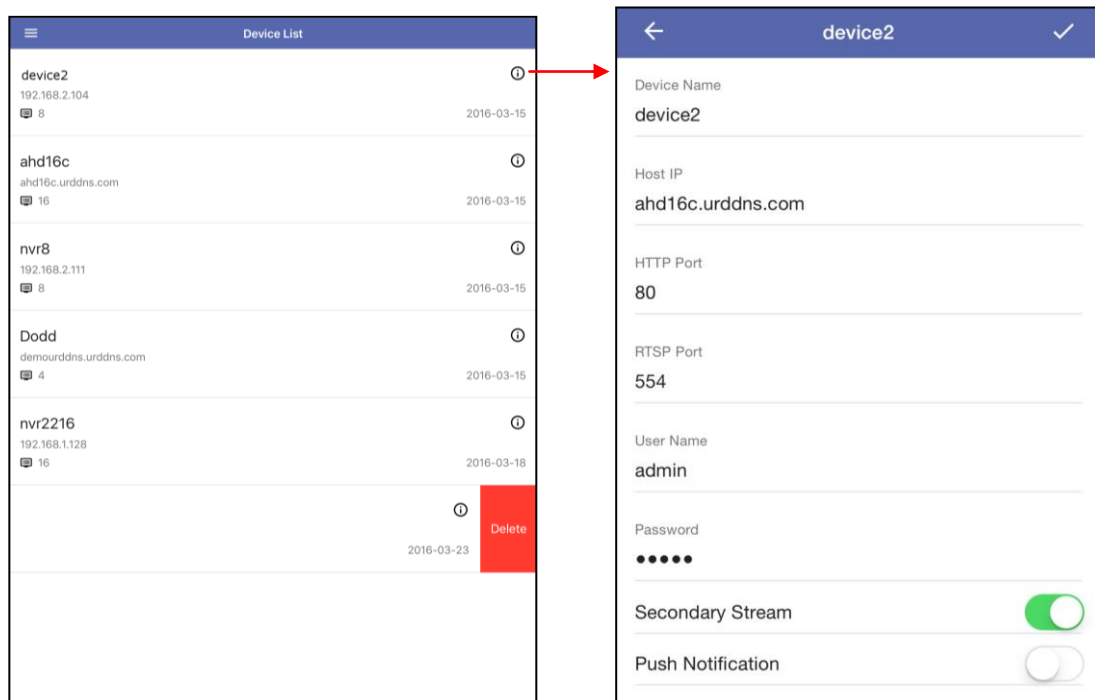 Device List
device2
192.168.2.104
8 2016-03-15
ahd16c
ahd16c.urddns.com
16 2016-03-15
nvr8
192.168.2.111
8 2016-03-15
Dodd
demourddns.urddns.com
4 2016-03-15
nvr2216
192.168.1.128
16 2016-03-18
Delete
2016-03-23
device2
Device Name
device2
Host IP
ahd16c.urddns.com
HTTP Port
80
RTSP Port
554
User Name
admin
Password
•••••
Secondary Stream
Push Notification